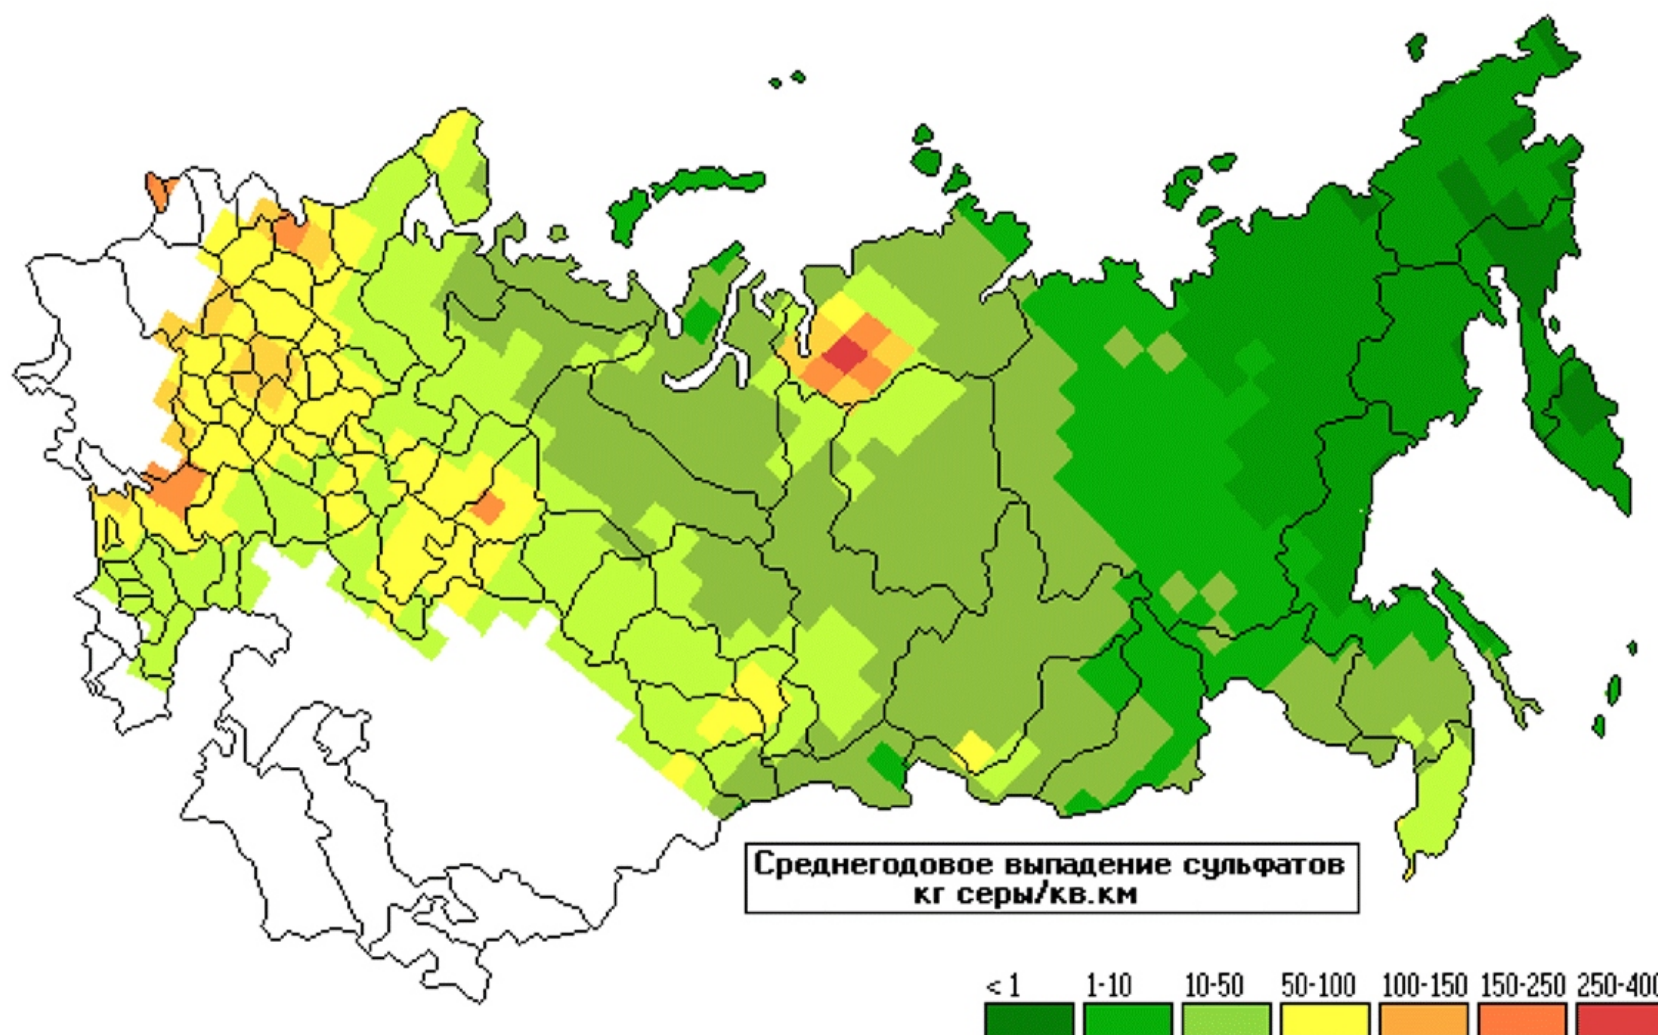 Среднегодовое выпадение сульфатов
кг серы/кв.км
< 1 1-10 10-50 50-100 100-150 150-250 250-400